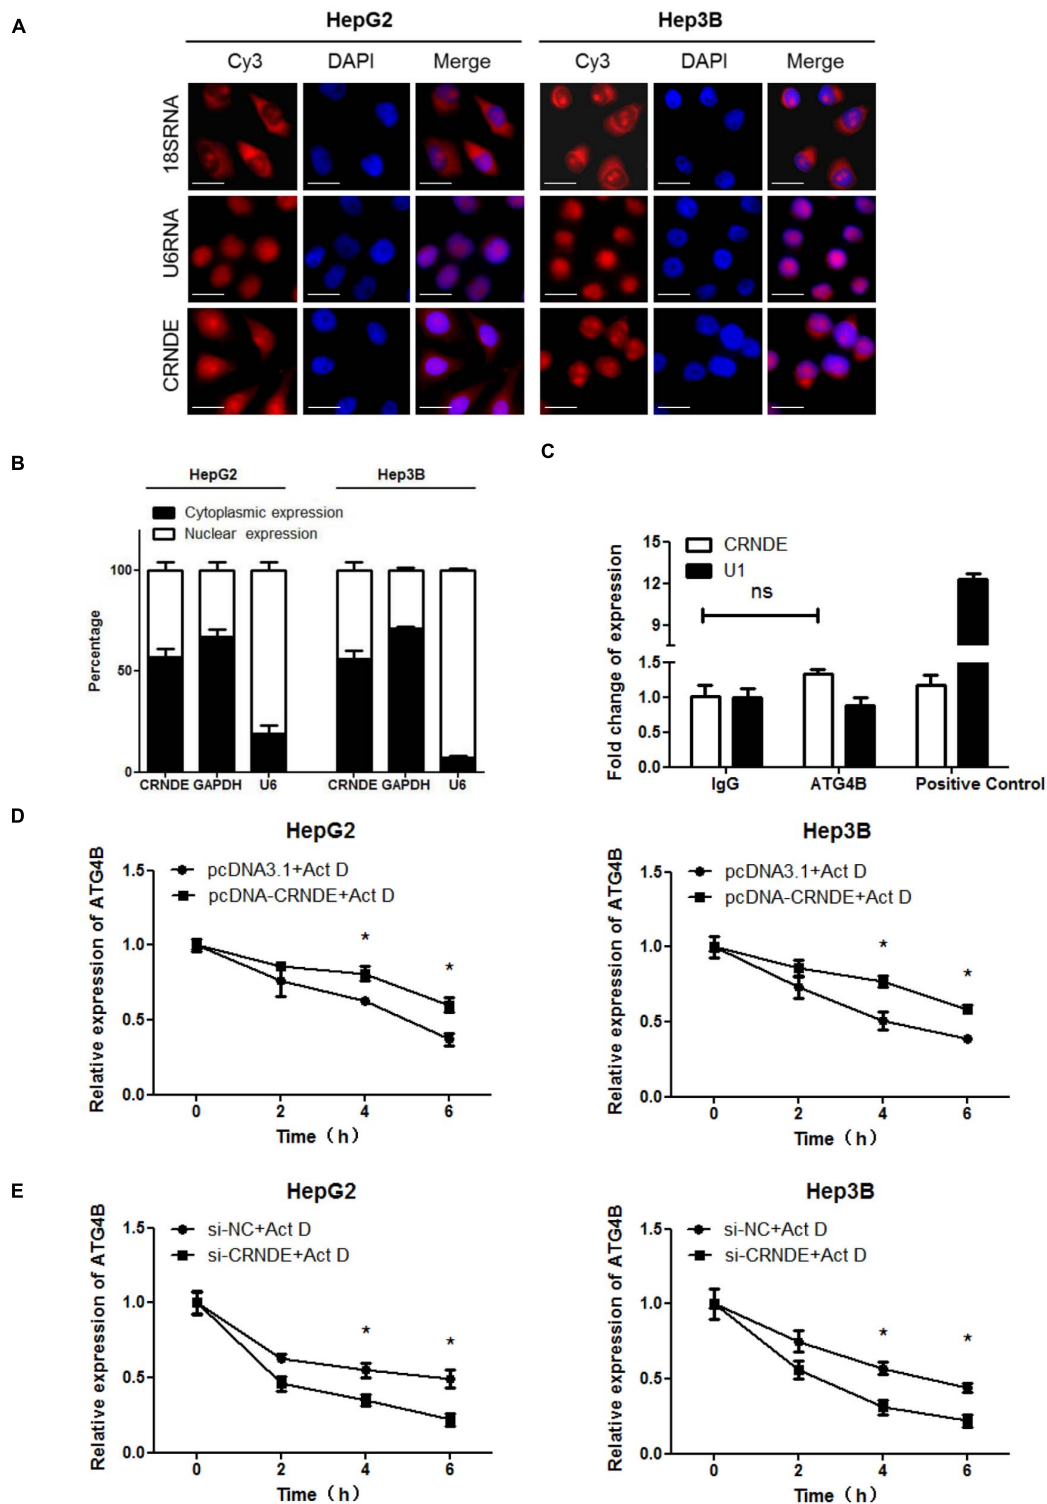 A
HepG2 Hep3B
Cy3 DAPI Merge Cy3 DAPI Merge
18SRNA
U6RNA
CRNDE
B
HepG2 Hep3B
Cytoplasmic expression
Nuclear expression
Percentage
100
50
0
CRNDE GAPDH U6 CRNDE GAPDH U6
C
Fold change of expression
CRNDE
U1
ns
15
12
9
1.5
1.0
0.5
0.0
IgG ATG4B Positive Control
D
HepG2
pcDNA3.1+Act D
pcDNA-CRNDE+Act D
Relative expression of ATG4B
1.5
1.0
0.5
0.0
* *
0 2 4 6
Time（h）
Hep3B
pcDNA3.1+Act D
pcDNA-CRNDE+Act D
Relative expression of ATG4B
1.5
1.0
0.5
0.0
* *
0 2 4 6
Time（h）
E
HepG2
si-NC+Act D
si-CRNDE+Act D
Relative expression of ATG4B
1.5
1.0
0.5
0.0
* *
0 2 4 6
Time（h）
Hep3B
si-NC+Act D
si-CRNDE+Act D
Relative expression of ATG4B
1.5
1.0
0.5
0.0
* *
0 2 4 6
Time（h）